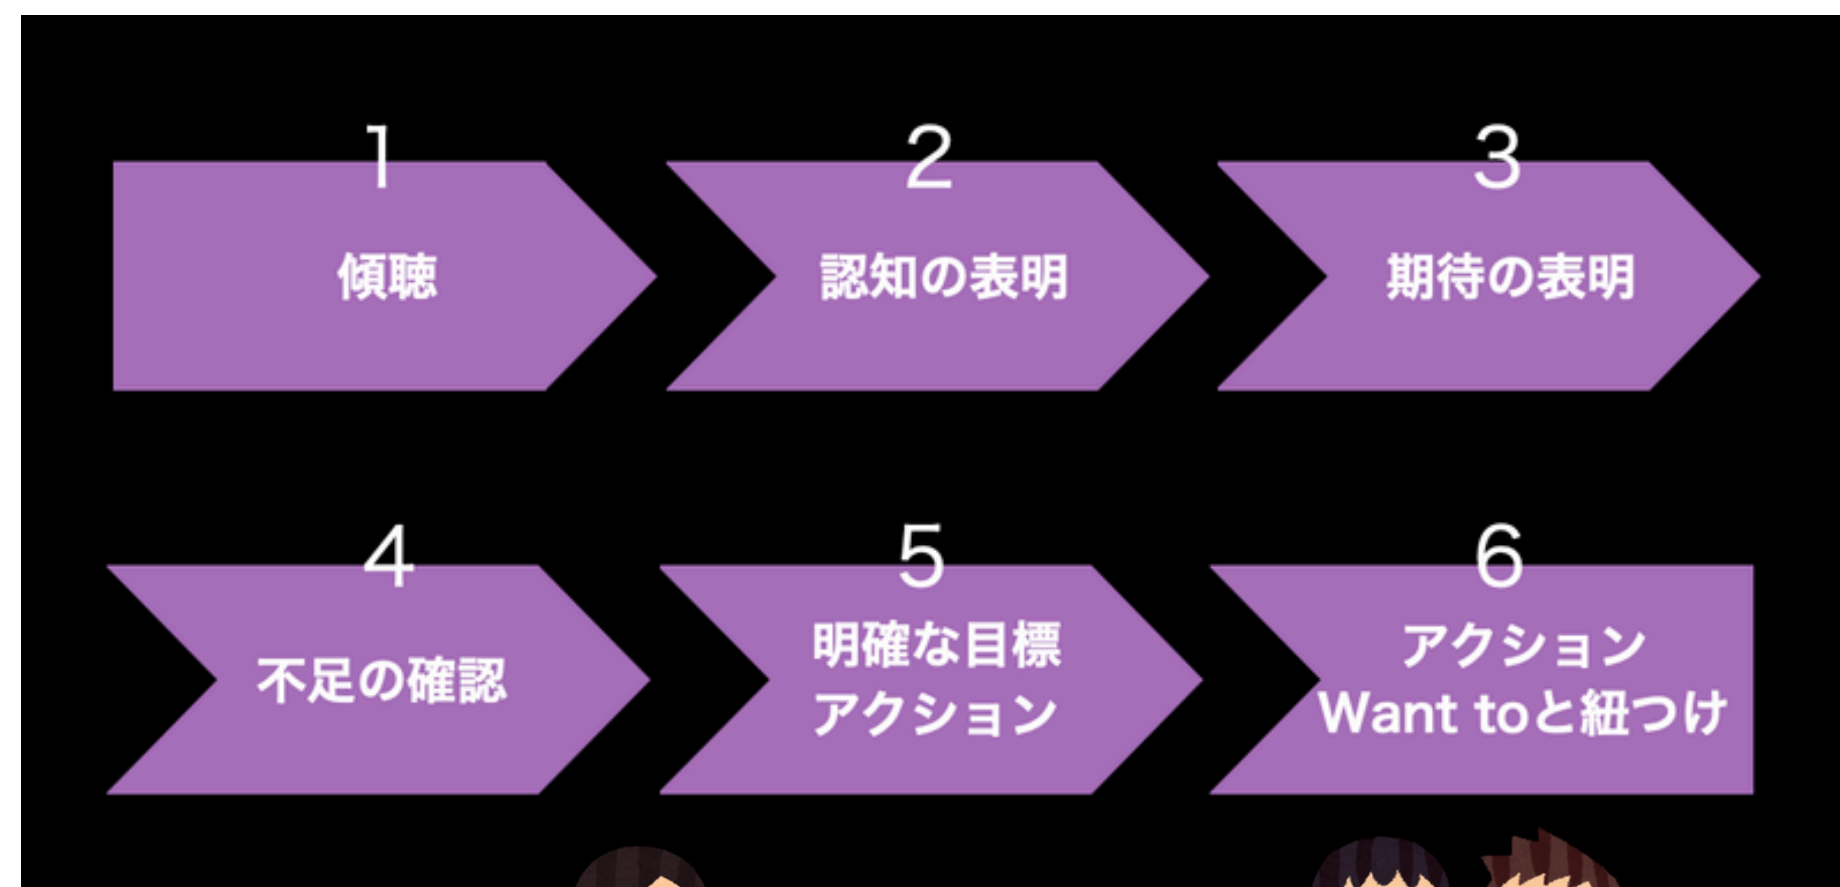 1
傾聴
2
認知の表明
3
期待の表明
4
不足の確認
5
明確な目標
アクション
6
アクション
Want toと紐つけ